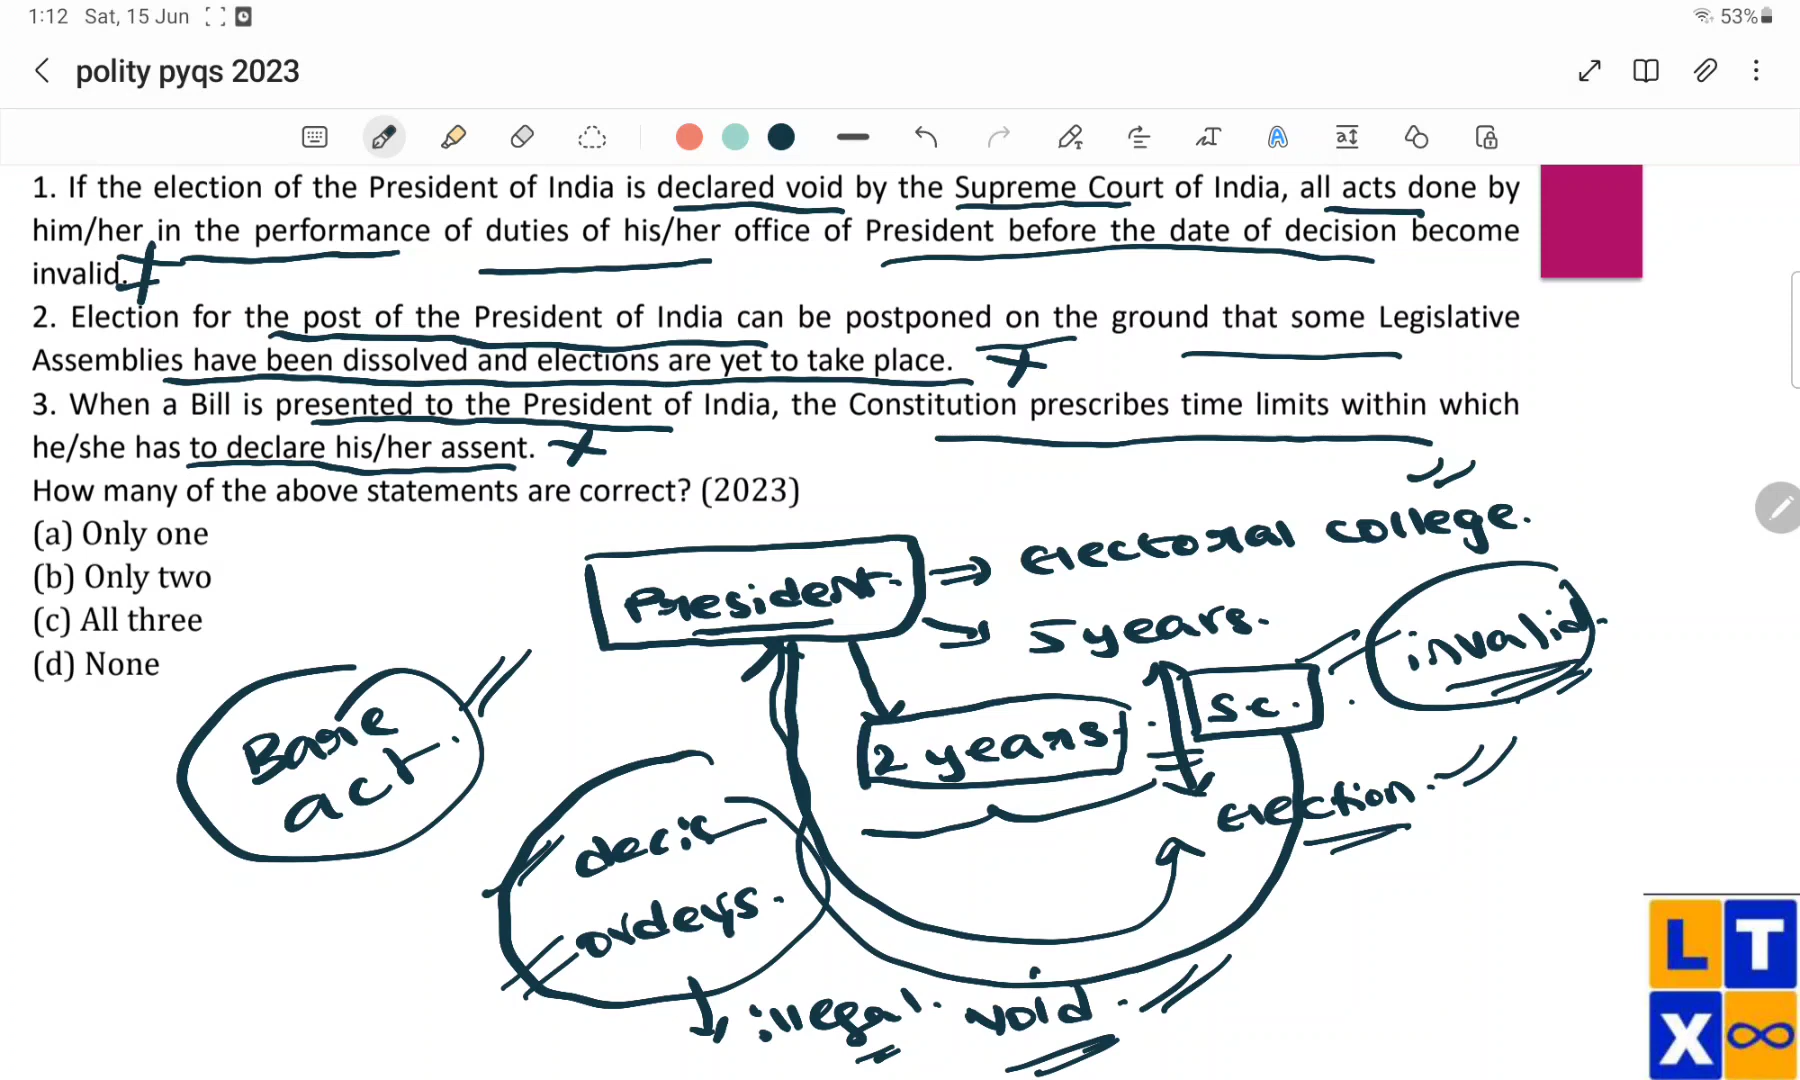 1:12 Sat, 15 Jun 53%
polity pyqs 2023
1. If the election of the President of India is declared void by the Supreme Court of India, all acts done by
him/her in the performance of duties of his/her office of President before the date of decision become
invalid.
2. Election for the post of the President of India can be postponed on the ground that some Legislative
Assemblies have been dissolved and elections are yet to take place.
3. When a Bill is presented to the President of India, the Constitution prescribes time limits within which
he/she has to declare his/her assent.
How many of the above statements are correct? (2023)
(a) Only one
(b) Only two
(c) All three
(d) None
President
electoral college.
5 years.
invalid.
S.C.
2 years.
election.
act.
decis
orders.
illegal. void.
LT
X∞